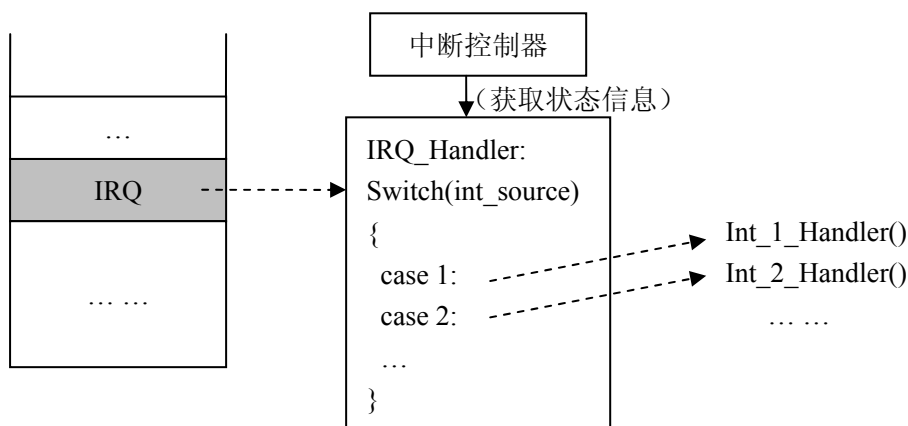 中断控制器
（获取状态信息）
…
IRQ
… …
IRQ_Handler:
Switch(int_source)
{
case 1:
case 2:
…
}
Int_1_Handler()
Int_2_Handler()
… …